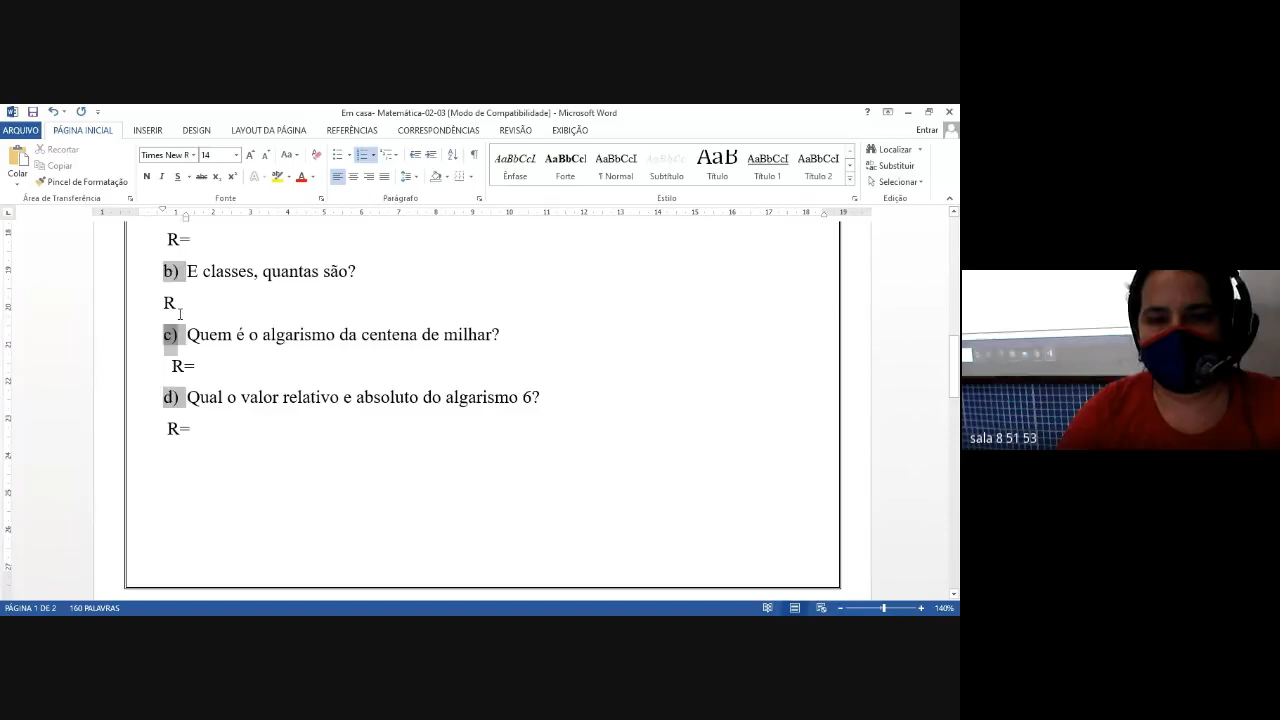 Em casa- Matemática-02-03 [Modo de Compatibilidade] - Microsoft Word
ARQUIVO PÁGINA INICIAL INSERIR DESIGN LAYOUT DA PÁGINA REFERÊNCIAS CORRESPONDÊNCIAS REVISÃO EXIBIÇÃO Entrar
Colar
Recortar
Copiar
Pincel de Formatação
Área de Transferência
Times New R 14
Fonte
Parágrafo
AaBbCcI AaBbCcI AaBbCcI AaBbCcI AaB AaBbCcI AaBbCcI
Ênfase Forte ¶ Normal Subtítulo Título Título 1 Título 2
Estilo
Localizar
Substituir
Selecionar
Edição
R=
b) E classes, quantas são?
R
c) Quem é o algarismo da centena de milhar?
R=
d) Qual o valor relativo e absoluto do algarismo 6?
R=
PÁGINA 1 DE 2 160 PALAVRAS 140%
sala 8 51 53